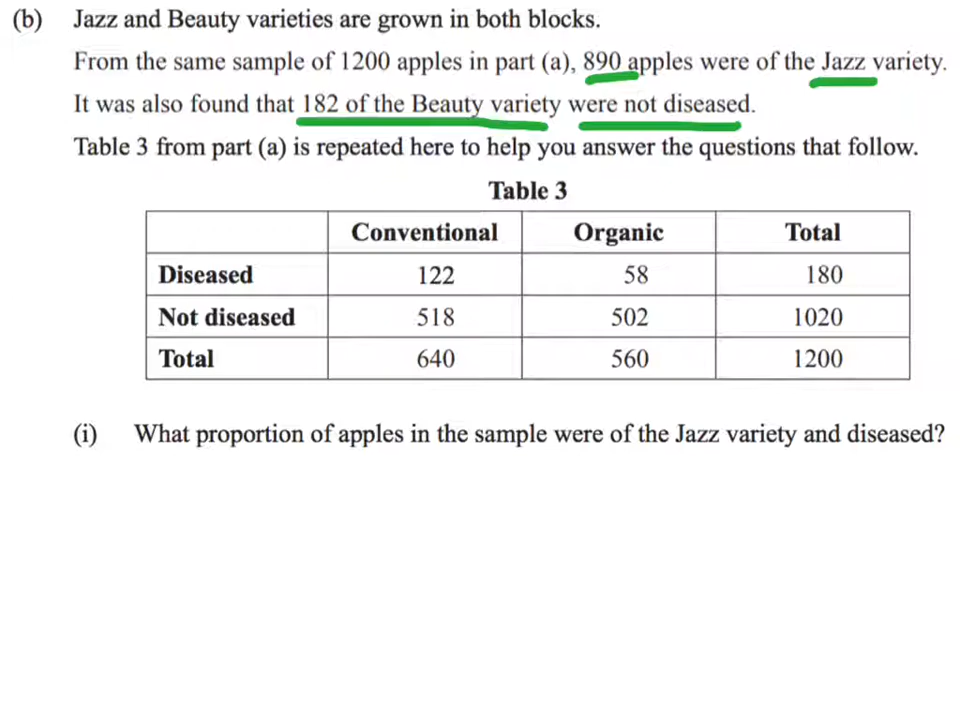 (b) Jazz and Beauty varieties are grown in both blocks.
From the same sample of 1200 apples in part (a), 890 apples were of the Jazz variety.
It was also found that 182 of the Beauty variety were not diseased.
Table 3 from part (a) is repeated here to help you answer the questions that follow.
Table 3
Conventional Organic Total
Diseased 122 58 180
Not diseased 518 502 1020
Total 640 560 1200
(i) What proportion of apples in the sample were of the Jazz variety and diseased?